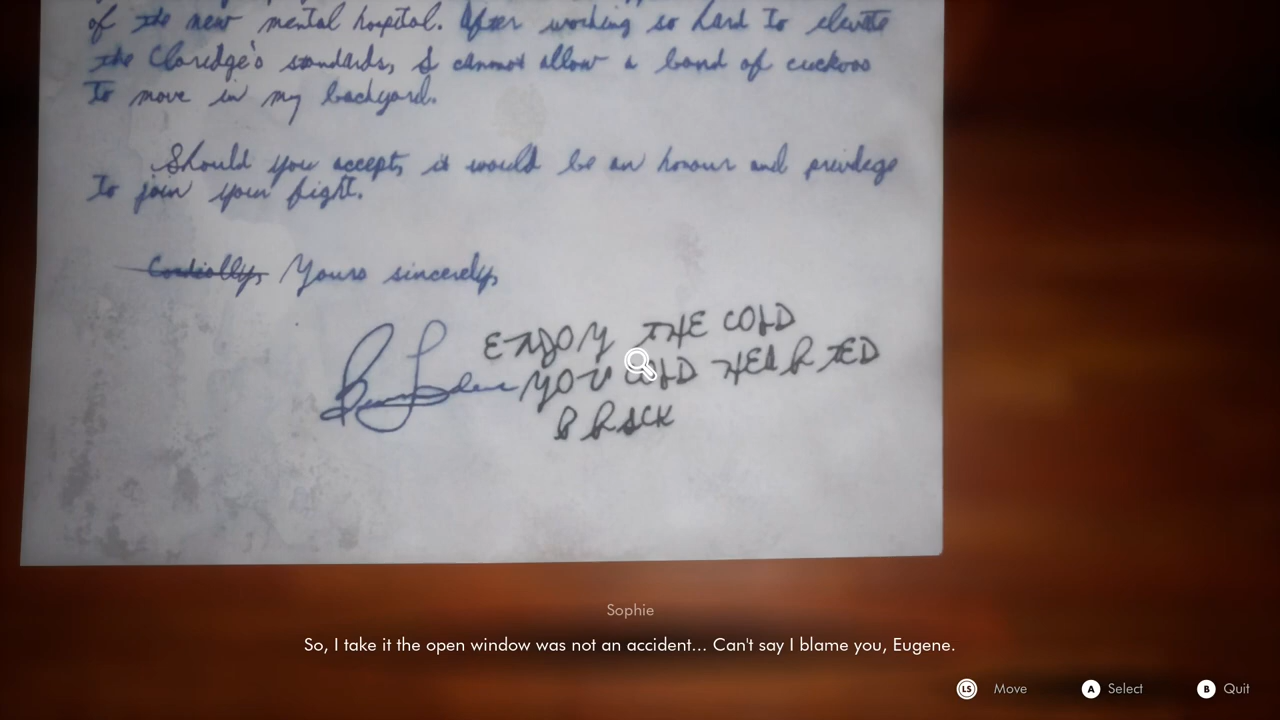 of the new mental hospital. After working so hard to elevate
the Claridge's standards, I cannot allow a band of cuckoos
to move in my backyard.
Should you accept, it would be an honour and privilege
to join your fight.
Cordially, Yours sincerely,
ENJOY THE COLD
YOU COLD HEARTED
Sophie
So, I take it the open window was not an accident... Can't say I blame you, Eugene.
LS Move A Select B Quit